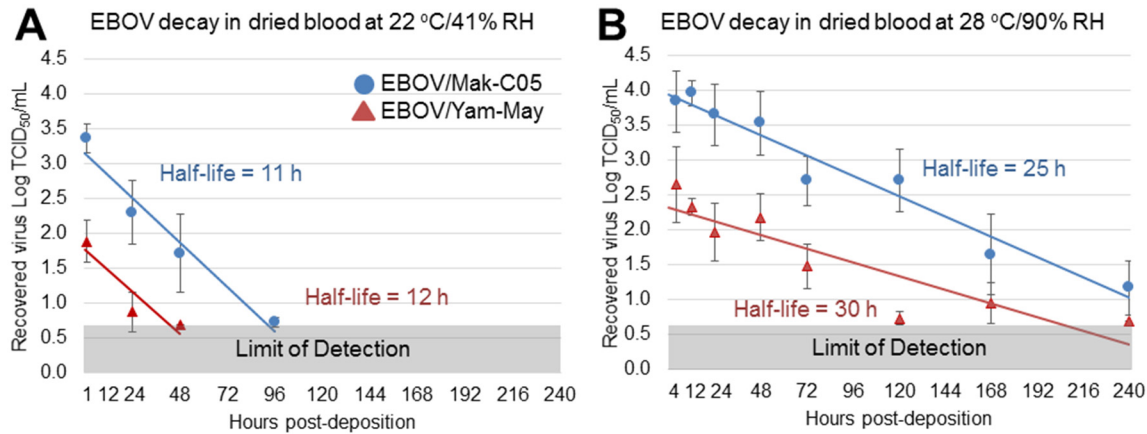 A
EBOV decay in dried blood at 22 °C/41% RH
Recovered virus Log TCID50/mL
4.5
4.0
3.5
3.0
2.5
2.0
1.5
1.0
0.5
0.0
EBOV/Mak-C05
EBOV/Yam-May
Half-life = 11 h
Half-life = 12 h
Limit of Detection
1 12 24 48 72 96 120 144 168 192 216 240
Hours post-deposition
B
EBOV decay in dried blood at 28 °C/90% RH
Recovered virus Log TCID50/mL
4.5
4.0
3.5
3.0
2.5
2.0
1.5
1.0
0.5
0.0
Half-life = 25 h
Half-life = 30 h
Limit of Detection
4 12 24 48 72 96 120 144 168 192 216 240
Hours post-deposition